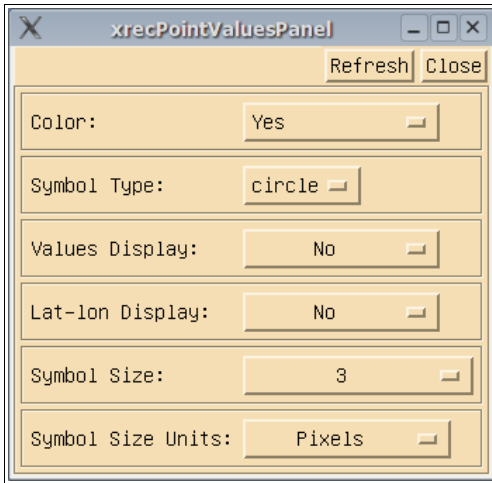 xrecPointValuesPanel
Refresh Close
Color: Yes
Symbol Type: circle
Values Display: No
Lat-lon Display: No
Symbol Size: 3
Symbol Size Units: Pixels